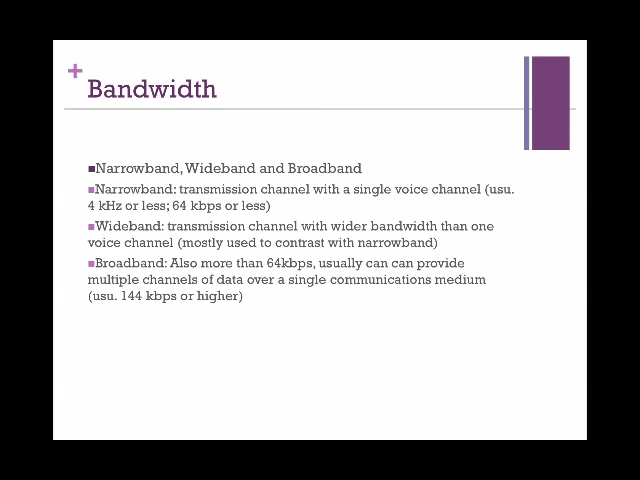 +
Bandwidth
■Narrowband, Wideband and Broadband
■Narrowband: transmission channel with a single voice channel (usu.
4 kHz or less; 64 kbps or less)
■Wideband: transmission channel with wider bandwidth than one
voice channel (mostly used to contrast with narrowband)
■Broadband: Also more than 64kbps, usually can can provide
multiple channels of data over a single communications medium
(usu. 144 kbps or higher)